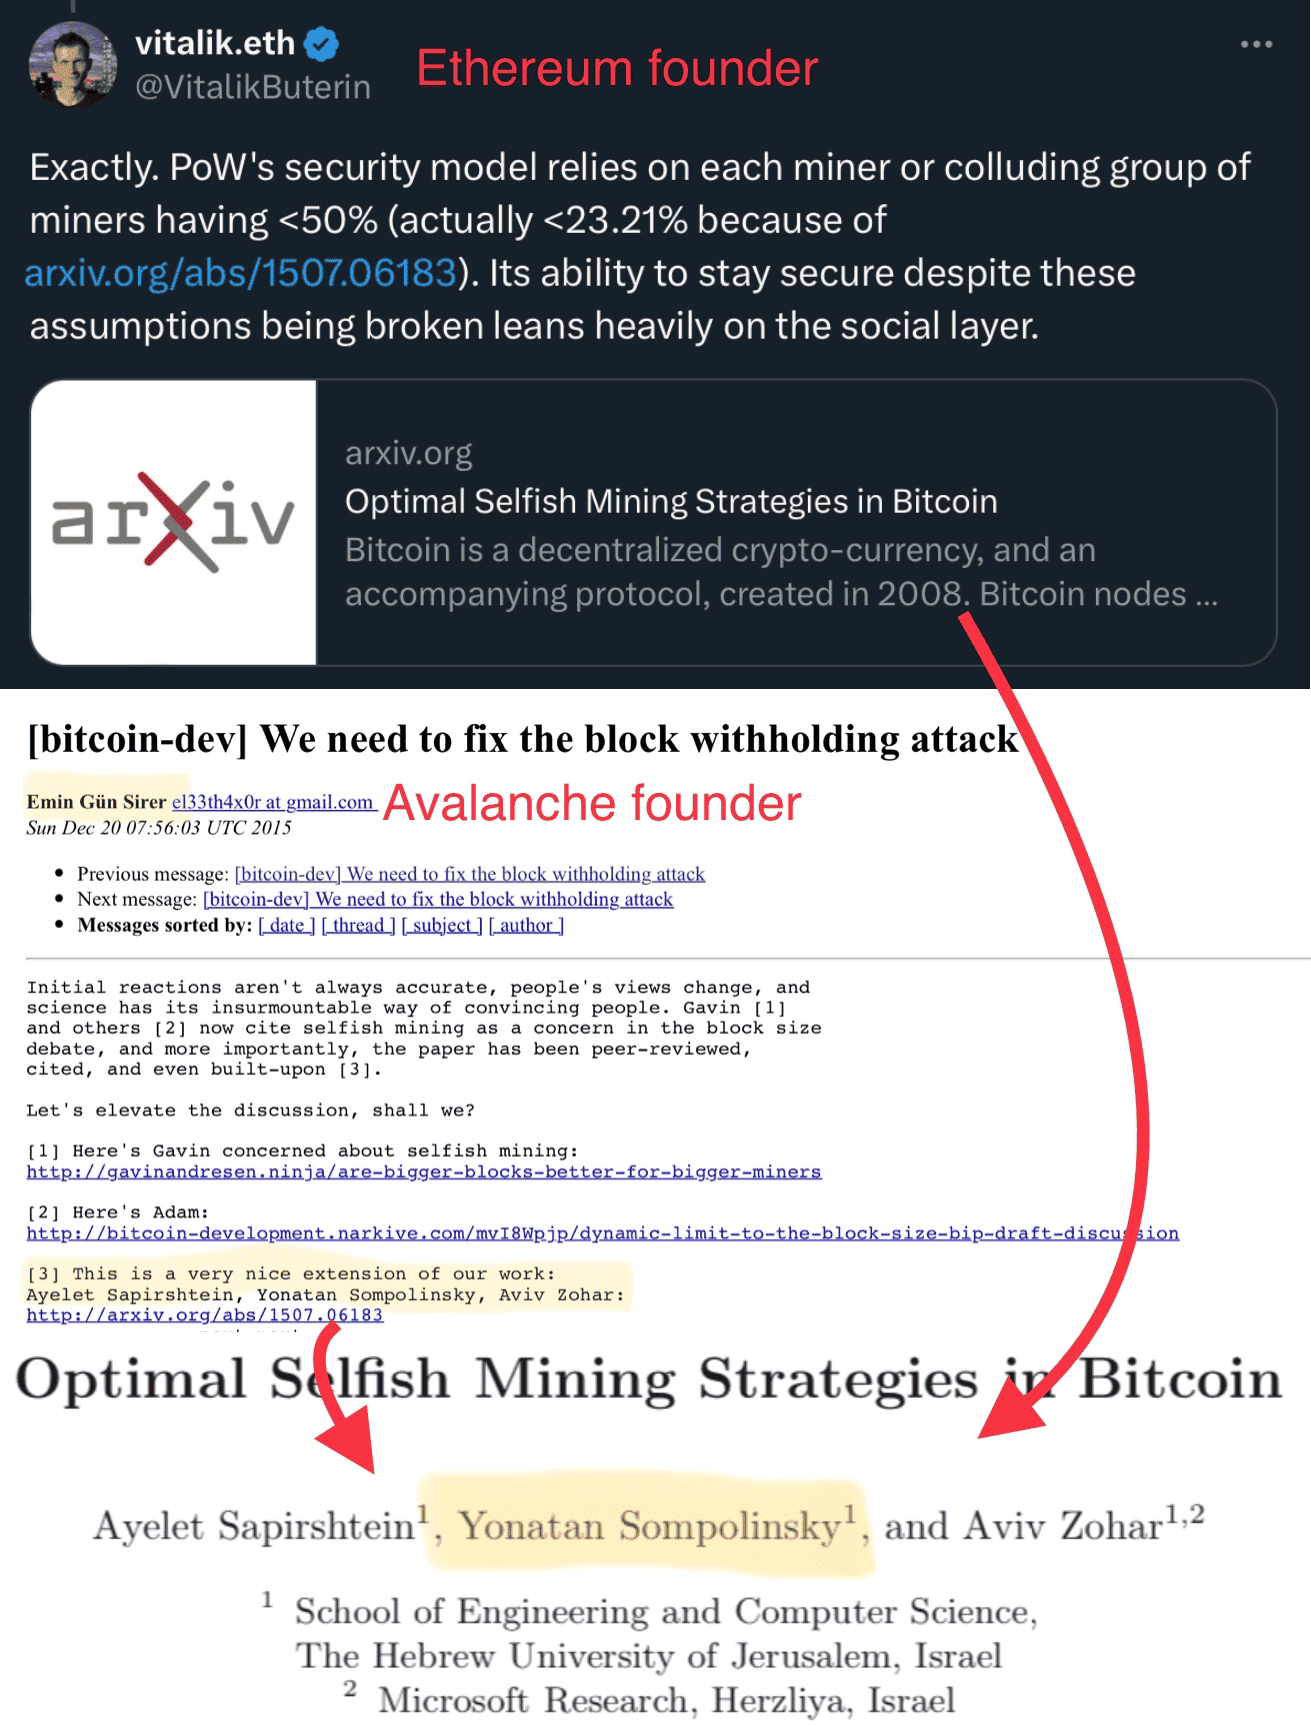 vitalik.eth
Ethereum founder
@VitalikButerin
Exactly. PoW's security model relies on each miner or colluding group of
miners having <50% (actually <23.21% because of
arxiv.org/abs/1507.06183). Its ability to stay secure despite these
assumptions being broken leans heavily on the social layer.
arXiv
arxiv.org
Optimal Selfish Mining Strategies in Bitcoin
Bitcoin is a decentralized crypto-currency, and an
accompanying protocol, created in 2008. Bitcoin nodes ...
[bitcoin-dev] We need to fix the block withholding attack
Emin Gün Sirer el33th4x0r at gmail.com Avalanche founder
Sun Dec 20 07:56:03 UTC 2015
• Previous message: [bitcoin-dev] We need to fix the block withholding attack
• Next message: [bitcoin-dev] We need to fix the block withholding attack
• Messages sorted by: [ date ] [ thread ] [ subject ] [ author ]
Initial reactions aren't always accurate, people's views change, and
science has its insurmountable way of convincing people. Gavin [1]
and others [2] now cite selfish mining as a concern in the block size
debate, and more importantly, the paper has been peer-reviewed,
cited, and even built-upon [3].
Let's elevate the discussion, shall we?
[1] Here's Gavin concerned about selfish mining:
http://gavinandresen.ninja/are-bigger-blocks-better-for-bigger-miners
[2] Here's Adam:
http://bitcoin-development.narkive.com/mvI8Wpjp/dynamic-limit-to-the-block-size-bip-draft-discussion
[3] This is a very nice extension of our work:
Ayelet Sapirshtein, Yonatan Sompolinsky, Aviv Zohar:
http://arxiv.org/abs/1507.06183
Optimal Selfish Mining Strategies in Bitcoin
Ayelet Sapirshtein¹, Yonatan Sompolinsky¹, and Aviv Zohar¹,²
¹ School of Engineering and Computer Science,
The Hebrew University of Jerusalem, Israel
² Microsoft Research, Herzliya, Israel